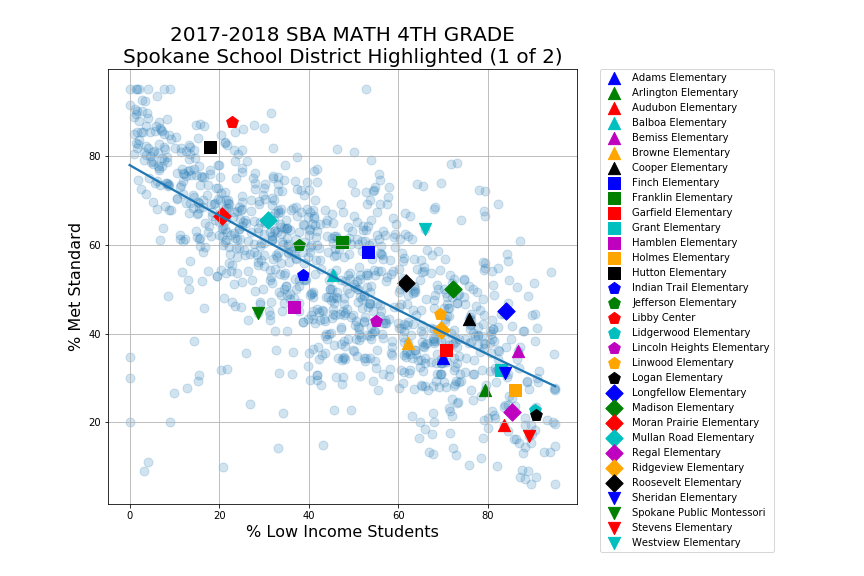 2017-2018 SBA MATH 4TH GRADE
Spokane School District Highlighted (1 of 2)
% Met Standard
80
60
40
20
0
20
40
60
80
% Low Income Students
Adams Elementary
Arlington Elementary
Audubon Elementary
Balboa Elementary
Bemiss Elementary
Browne Elementary
Cooper Elementary
Finch Elementary
Franklin Elementary
Garfield Elementary
Grant Elementary
Hamblen Elementary
Holmes Elementary
Hutton Elementary
Indian Trail Elementary
Jefferson Elementary
Libby Center
Lidgerwood Elementary
Lincoln Heights Elementary
Linwood Elementary
Logan Elementary
Longfellow Elementary
Madison Elementary
Moran Prairie Elementary
Mullan Road Elementary
Regal Elementary
Ridgeview Elementary
Roosevelt Elementary
Sheridan Elementary
Spokane Public Montessori
Stevens Elementary
Westview Elementary